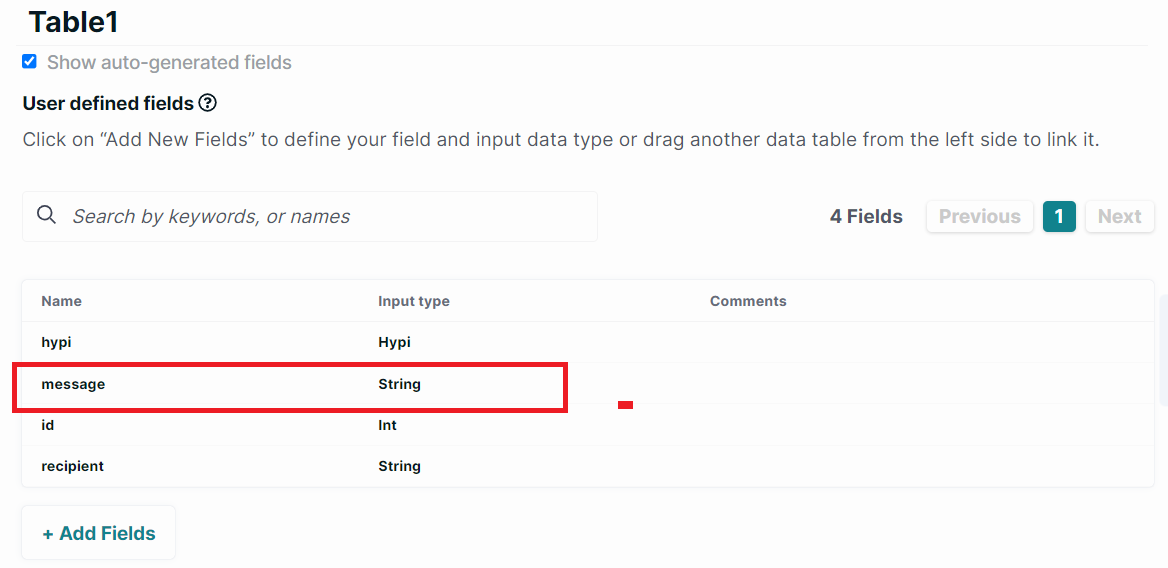 Table1
Show auto-generated fields
User defined fields ?
Click on “Add New Fields” to define your field and input data type or drag another data table from the left side to link it.
Search by keywords, or names 4 Fields Previous 1 Next
Name Input type Comments
hypi Hypi
message String
id Int
recipient String
+ Add Fields